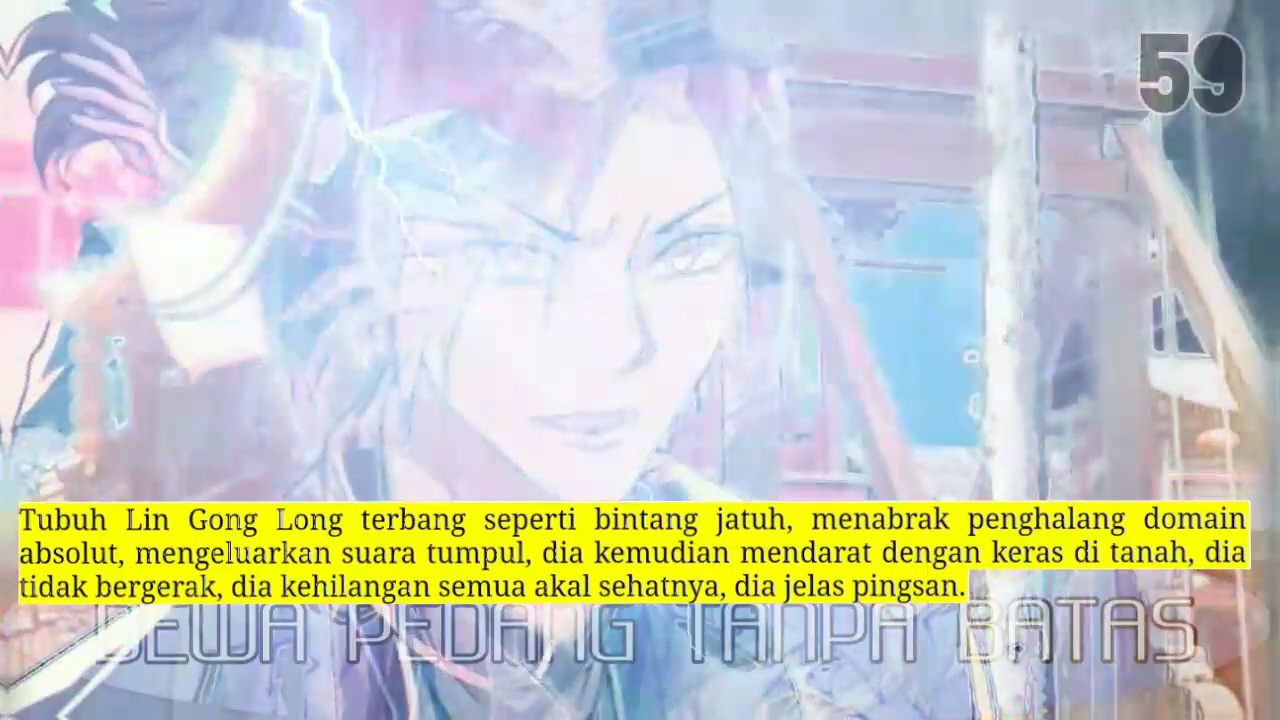 59
Tubuh Lin Gong Long terbang seperti bintang jatuh, menabrak penghalang domain
absolut, mengeluarkan suara tumpul, dia kemudian mendarat dengan keras di tanah, dia
tidak bergerak, dia kehilangan semua akal sehatnya, dia jelas pingsan.
DEWA PEDANG TANPA BATAS